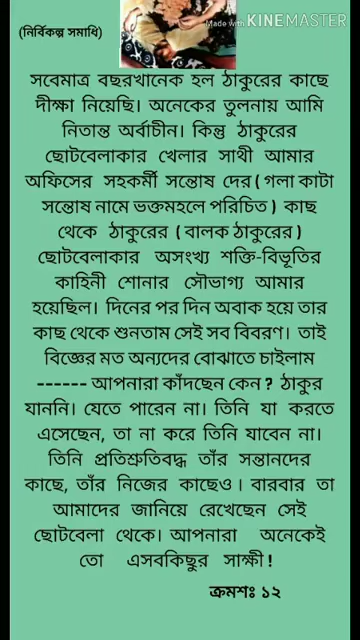 Made with KINEMASTER
(নির্বিকল্প সমাধি)
সবেমাত্র বছরখানেক হল ঠাকুরের কাছে
দীক্ষা নিয়েছি। অনেকের তুলনায় আমি
নিতান্ত অর্বাচীন। কিন্তু ঠাকুরের
ছোটবেলাকার খেলার সাথী আমার
অফিসের সহকর্মী সন্তোষ দের ( গলা কাটা
সন্তোষ নামে ভক্তমহলে পরিচিত ) কাছ
থেকে ঠাকুরের ( বালক ঠাকুরের )
ছোটবেলাকার অসংখ্য শক্তি-বিভূতির
কাহিনী শোনার সৌভাগ্য আমার
হয়েছিল। দিনের পর দিন অবাক হয়ে তার
কাছ থেকে শুনতাম সেই সব বিবরণ। তাই
বিজ্ঞের মত অন্যদের বোঝাতে চাইলাম
------ আপনারা কাঁদছেন কেন ? ঠাকুর
যাননি। যেতে পারেন না। তিনি যা করতে
এসেছেন, তা না করে তিনি যাবেন না।
তিনি প্রতিশ্রুতিবদ্ধ তাঁর সন্তানদের
কাছে, তাঁর নিজের কাছেও । বারবার তা
আমাদের জানিয়ে রেখেছেন সেই
ছোটবেলা থেকে। আপনারা অনেকেই
তো এসবকিছুর সাক্ষী !
ক্রমশঃ ১২